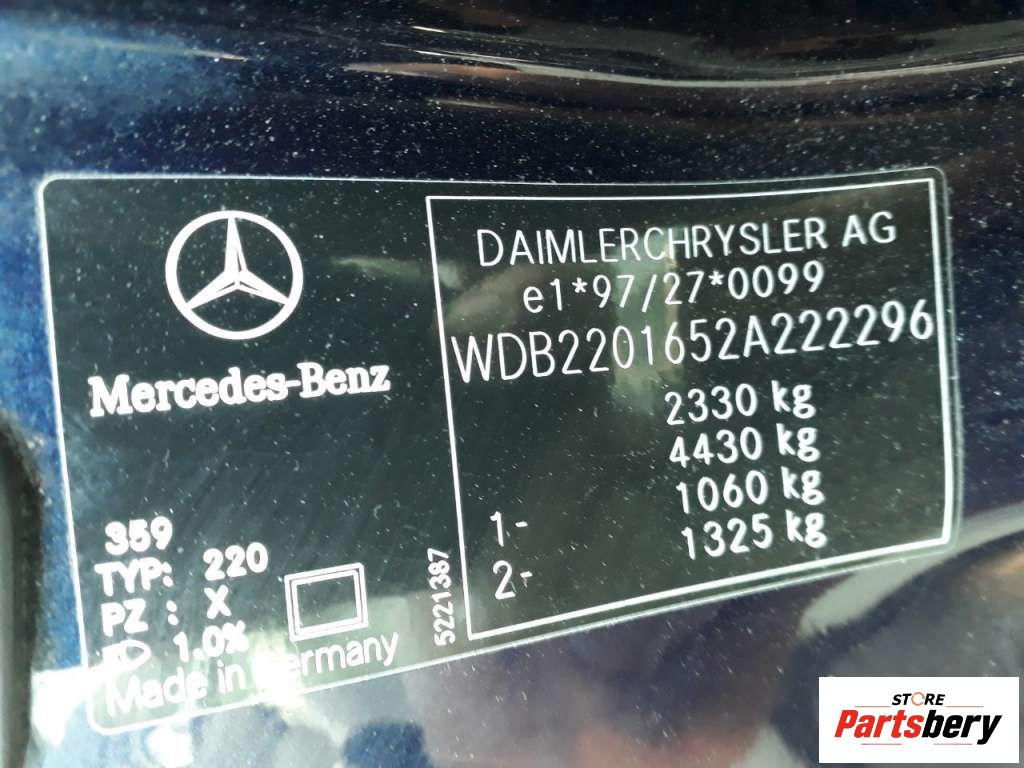 Mercedes-Benz
359
TYP: 220
PZ : X
1.0%
Made in Germany
5221387
DAIMLERCHRYSLER AG
e1*97/27*0099
WDB2201652A222296
2330 kg
4430 kg
1- 1060 kg
2- 1325 kg
STORE
Partsbery